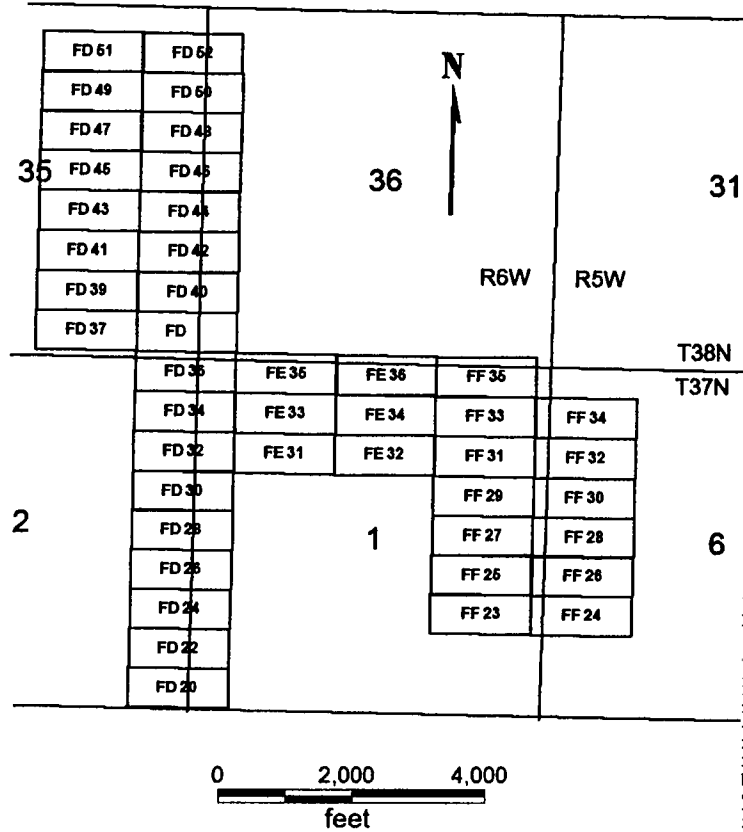 FD 51 FD 52
FD 49 FD 50
N
FD 47 FD 48
35 FD 45 FD 46 36 31
FD 43 FD 44
FD 41 FD 42
R6W R5W
FD 39 FD 40
FD 37 FD
T38N
FD 36 FE 35 FE 36 FF 35
T37N
FD 34 FE 33 FE 34 FF 33 FF 34
FD 32 FE 31 FE 32 FF 31 FF 32
FD 30 FF 29 FF 30
2 FD 28 1 FF 27 FF 28 6
FD 26 FF 25 FF 26
FD 24 FF 23 FF 24
FD 22
FD 20
0 2,000 4,000
feet